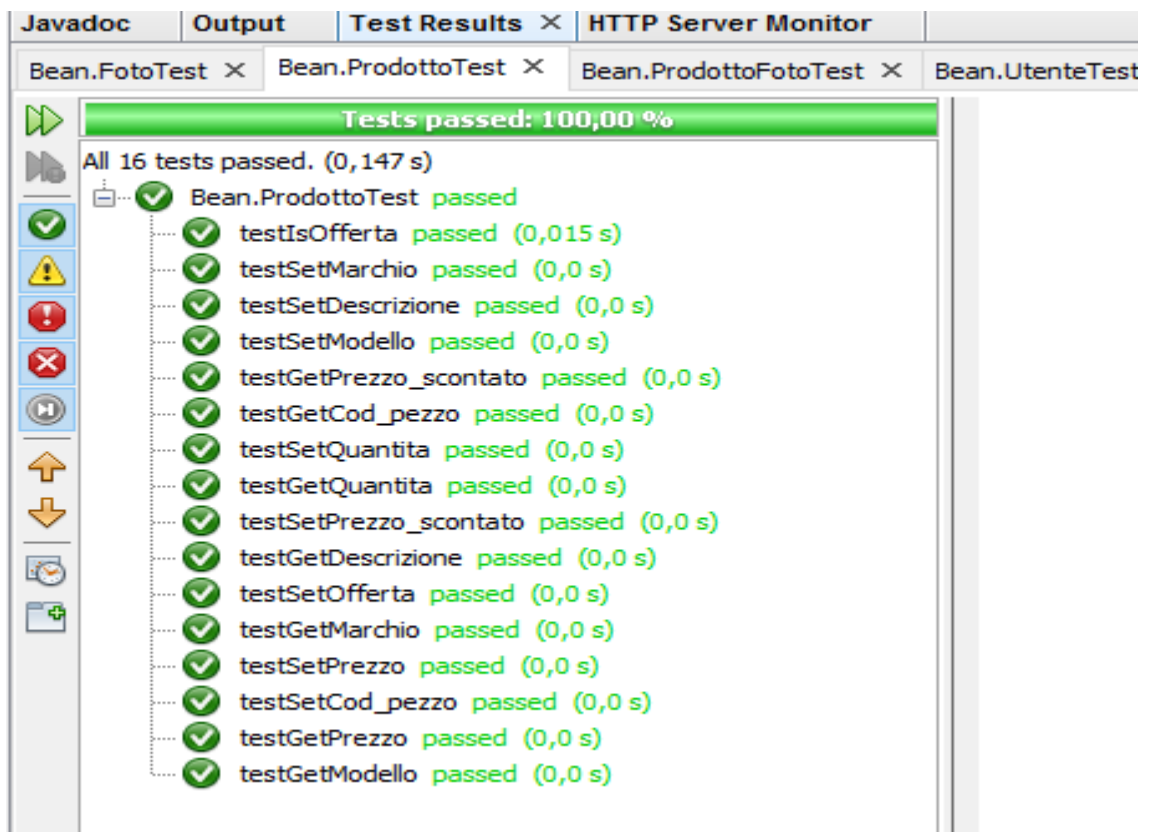 Javadoc Output Test Results HTTP Server Monitor
Bean.FotoTest Bean.ProdottoTest Bean.ProdottoFotoTest Bean.UtenteTest
Tests passed: 100,00 %
All 16 tests passed. (0,147 s)
Bean.ProdottoTest passed
testIsOfferta passed (0,015 s)
testSetMarchio passed (0,0 s)
testSetDescrizione passed (0,0 s)
testSetModello passed (0,0 s)
testGetPrezzo_scontato passed (0,0 s)
testGetCod_pezzo passed (0,0 s)
testSetQuantita passed (0,0 s)
testGetQuantita passed (0,0 s)
testSetPrezzo_scontato passed (0,0 s)
testGetDescrizione passed (0,0 s)
testSetOfferta passed (0,0 s)
testGetMarchio passed (0,0 s)
testSetPrezzo passed (0,0 s)
testSetCod_pezzo passed (0,0 s)
testGetPrezzo passed (0,0 s)
testGetModello passed (0,0 s)